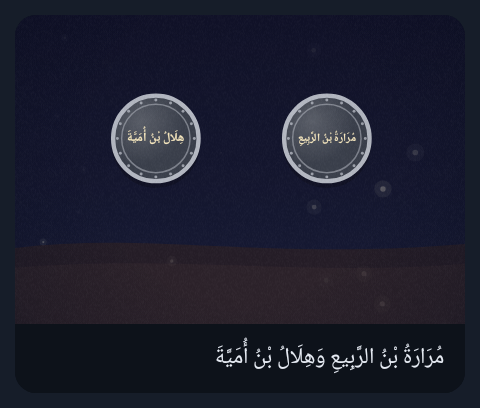 مُرَارَةُ بْنُ الرَّبِيعِ
هِلَالُ بْنُ أُمَيَّةَ
مُرَارَةُ بْنُ الرَّبِيعِ وَهِلَالُ بْنُ أُمَيَّةَ